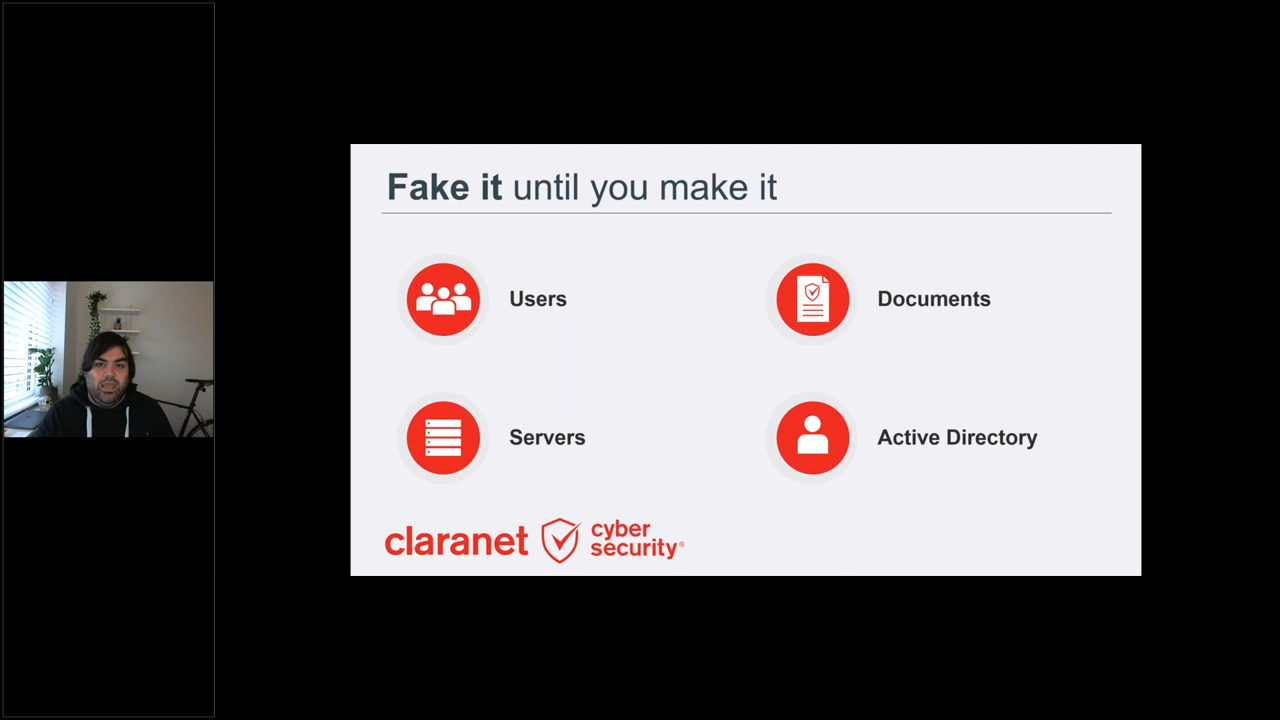 Fake it until you make it
Users
Documents
Servers
Active Directory
claranet
cyber
security®